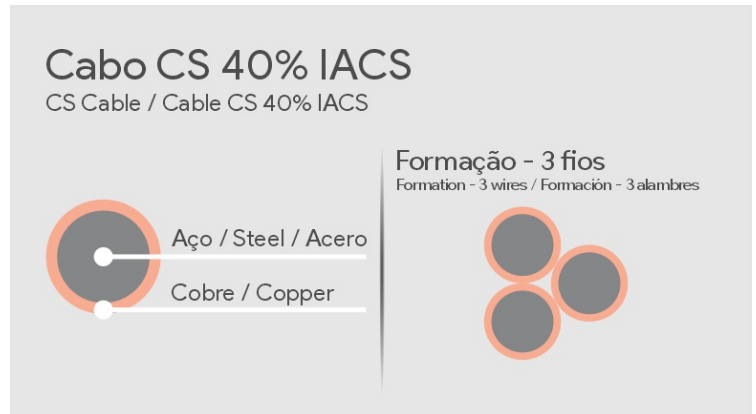 Cabo CS 40% IACS
CS Cable / Cable CS 40% IACS
Formação - 3 fios
Formation - 3 wires / Formación - 3 alambres
Aço / Steel / Acero
Cobre / Copper